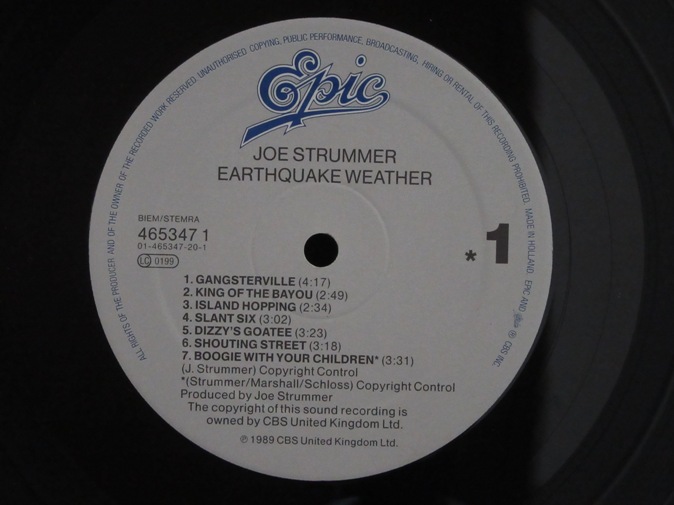 ALL RIGHTS OF THE PRODUCER AND OF THE OWNER OF THE RECORDED WORK RESERVED. UNAUTHORISED COPYING, PUBLIC PERFORMANCE, BROADCASTING, HIRING OR RENTAL OF THIS RECORDING PROHIBITED. MADE IN HOLLAND. EPIC AND ℗ CBS INC.
Epic
JOE STRUMMER
EARTHQUAKE WEATHER
BIEM/STEMRA
465347 1
01-465347-20-1
LC 0199
* 1
1. GANGSTERVILLE (4:17)
2. KING OF THE BAYOU (2:49)
3. ISLAND HOPPING (2:34)
4. SLANT SIX (3:02)
5. DIZZY'S GOATEE (3:23)
6. SHOUTING STREET (3:18)
7. BOOGIE WITH YOUR CHILDREN* (3:31)
(J. Strummer) Copyright Control
*(Strummer/Marshall/Schloss) Copyright Control
Produced by Joe Strummer
The copyright of this sound recording is
owned by CBS United Kingdom Ltd.
℗ 1989 CBS United Kingdom Ltd.